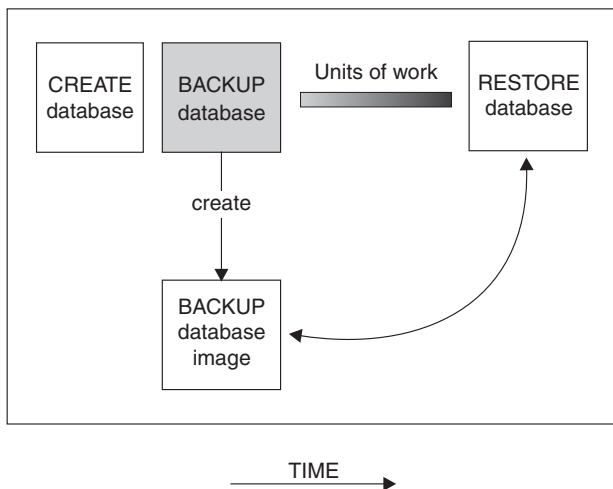 CREATE
database
BACKUP
database
Units of work
RESTORE
database
create
BACKUP
database
image
TIME